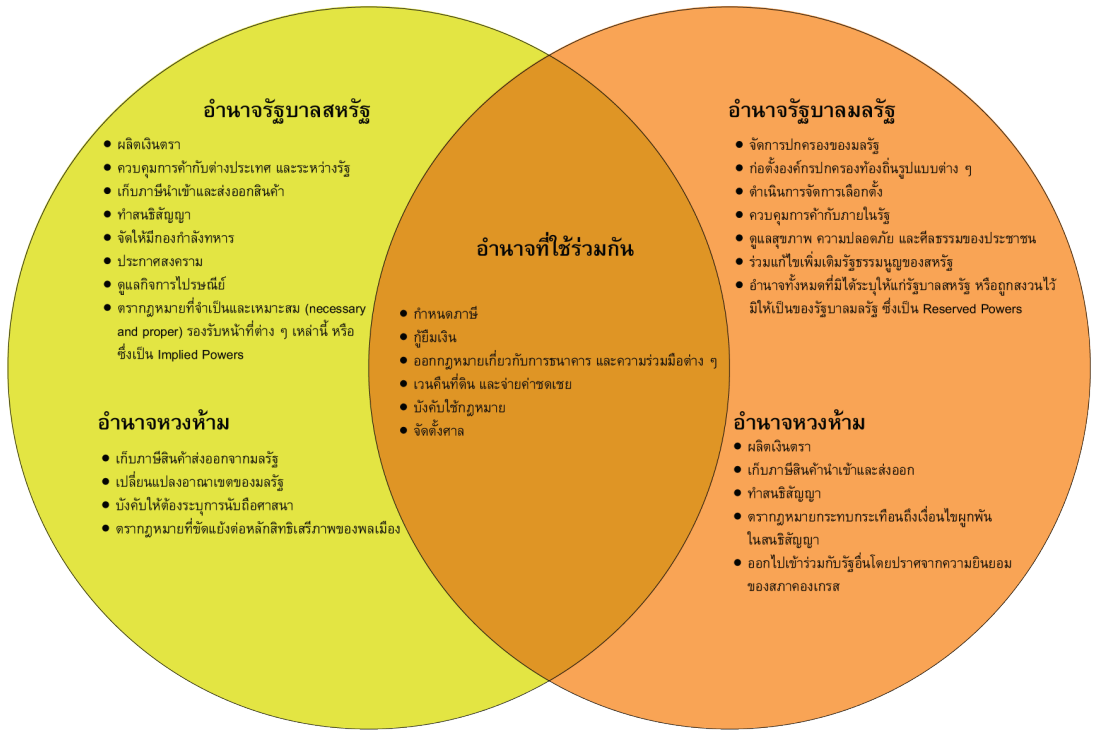 อำนาจรัฐบาลสหรัฐ
● ผลิตเงินตรา
● ควบคุมการค้ากับต่างประเทศ และระหว่างรัฐ
● เก็บภาษีนำเข้าและส่งออกสินค้า
● ทำสนธิสัญญา
● จัดให้มีกองกำลังทหาร
● ประกาศสงคราม
● ดูแลกิจการไปรษณีย์
● ตรากฎหมายที่จำเป็นและเหมาะสม (necessary
and proper) รองรับหน้าที่ต่าง ๆ เหล่านี้ หรือ
ซึ่งเป็น Implied Powers
อำนาจหวงห้าม
● เก็บภาษีสินค้าส่งออกจากมลรัฐ
● เปลี่ยนแปลงอาณาเขตของมลรัฐ
● บังคับให้ต้องระบุการนับถือศาสนา
● ตรากฎหมายที่ขัดแย้งต่อหลักสิทธิเสรีภาพของพลเมือง
อำนาจที่ใช้ร่วมกัน
● กำหนดภาษี
● กู้ยืมเงิน
● ออกกฎหมายเกี่ยวกับการธนาคาร และความร่วมมือต่าง ๆ
● เวนคืนที่ดิน และจ่ายค่าชดเชย
● บังคับใช้กฎหมาย
● จัดตั้งศาล
อำนาจรัฐบาลมลรัฐ
● จัดการปกครองของมลรัฐ
● ก่อตั้งองค์กรปกครองท้องถิ่นรูปแบบต่าง ๆ
● ดำเนินการจัดการเลือกตั้ง
● ควบคุมการค้ากับภายในรัฐ
● ดูแลสุขภาพ ความปลอดภัย และศีลธรรมของประชาชน
● ร่วมแก้ไขเพิ่มเติมรัฐธรรมนูญของสหรัฐ
● อำนาจทั้งหมดที่มิได้ระบุให้แก่รัฐบาลสหรัฐ หรือถูกสงวนไว้
มิให้เป็นของรัฐบาลมลรัฐ ซึ่งเป็น Reserved Powers
อำนาจหวงห้าม
● ผลิตเงินตรา
● เก็บภาษีสินค้านำเข้าและส่งออก
● ทำสนธิสัญญา
● ตรากฎหมายกระทบกระเทือนถึงเงื่อนไขผูกพัน
ในสนธิสัญญา
● ออกไปเข้าร่วมกับรัฐอื่นโดยปราศจากความยินยอม
ของสภาคองเกรส